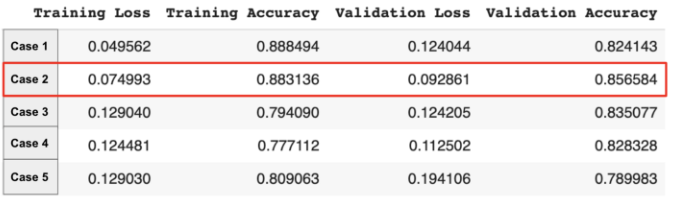 Training Loss Training Accuracy Validation Loss Validation Accuracy
Case 1 0.049562 0.888494 0.124044 0.824143
Case 2 0.074993 0.883136 0.092861 0.856584
Case 3 0.129040 0.794090 0.124205 0.835077
Case 4 0.124481 0.777112 0.112502 0.828328
Case 5 0.129030 0.809063 0.194106 0.789983